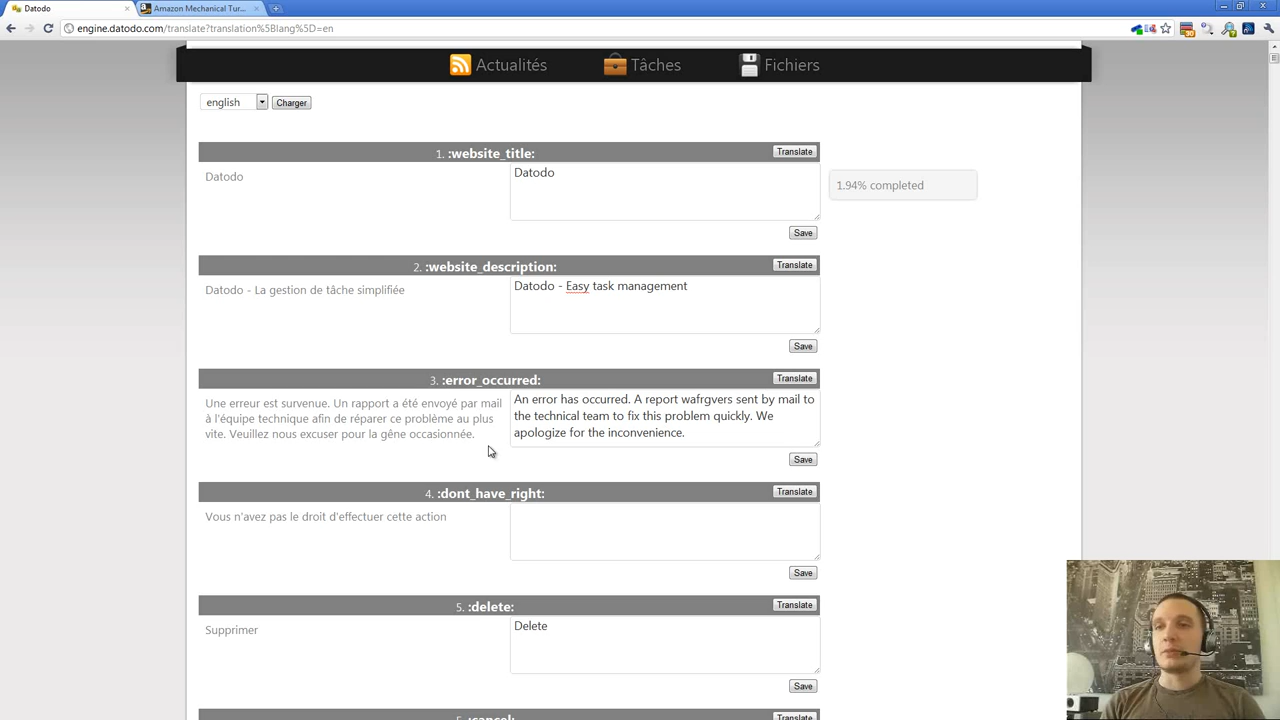 Datodo
Amazon Mechanical Tur...
engine.datodo.com/translate?translation%5Blang%5D=en
Actualités
Tâches
Fichiers
english
Charger
1. :website_title:
Translate
Datodo
Datodo
1.94% completed
Save
2. :website_description:
Translate
Datodo - La gestion de tâche simplifiée
Datodo - Easy task management
Save
3. :error_occurred:
Translate
Une erreur est survenue. Un rapport a été envoyé par mail
à l'équipe technique afin de réparer ce problème au plus
vite. Veuillez nous excuser pour la gêne occasionnée.
An error has occurred. A report wafrgvers sent by mail to
the technical team to fix this problem quickly. We
apologize for the inconvenience.
Save
4. :dont_have_right:
Translate
Vous n'avez pas le droit d'effectuer cette action
Save
5. :delete:
Translate
Supprimer
Delete
Save
:cancel:
Translate